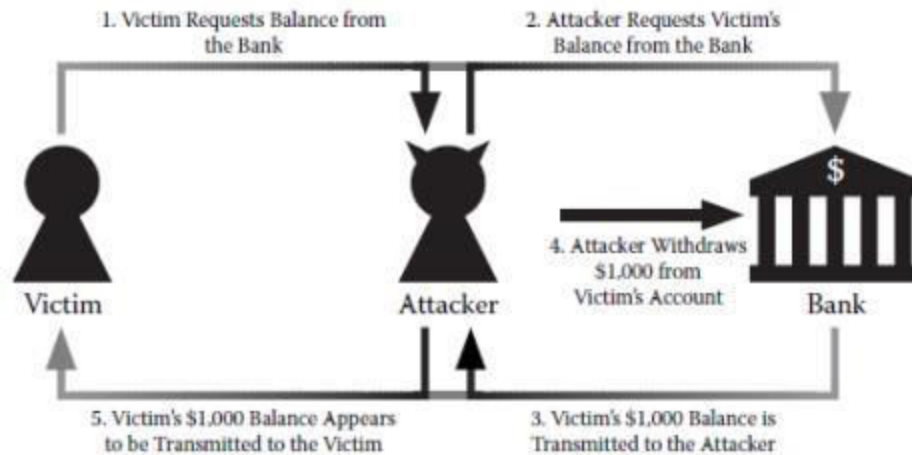 1. Victim Requests Balance from
the Bank
2. Attacker Requests Victim's
Balance from the Bank
$
4. Attacker Withdraws
$1,000 from
Victim's Account
Victim
Attacker
Bank
5. Victim's $1,000 Balance Appears
to be Transmitted to the Victim
3. Victim's $1,000 Balance is
Transmitted to the Attacker